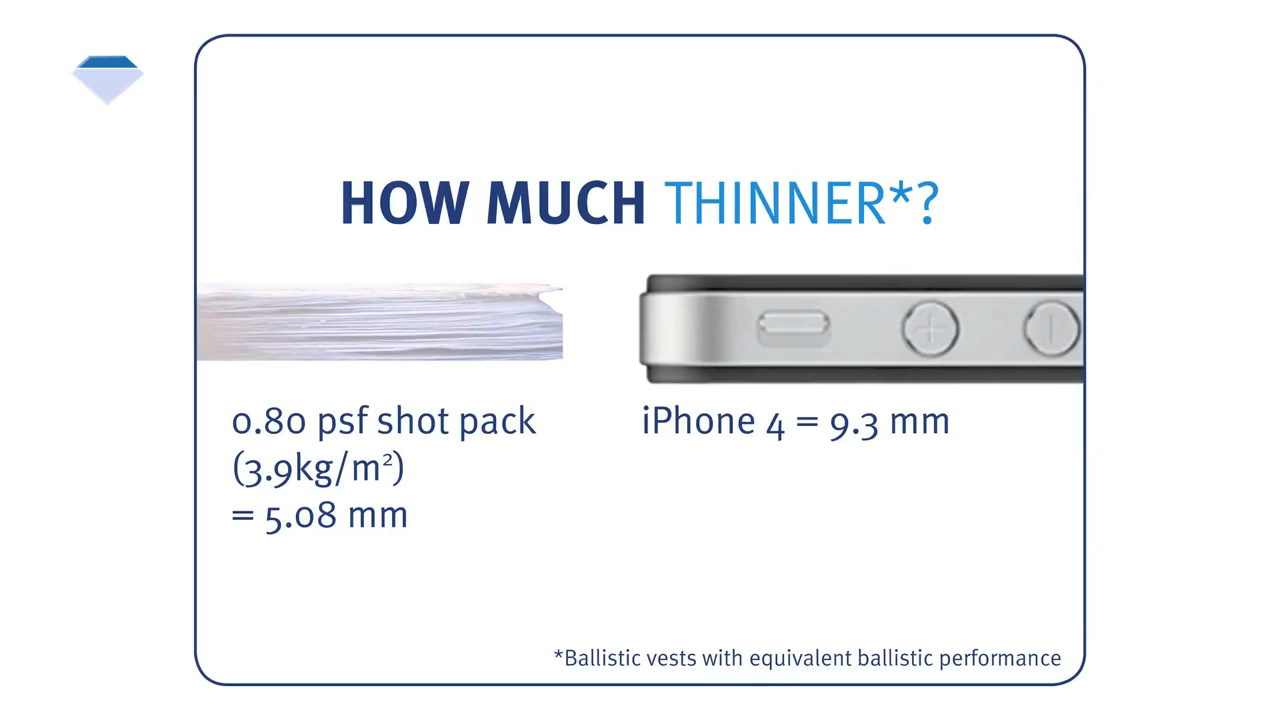 HOW MUCH THINNER*?
0.80 psf shot pack
(3.9kg/m²)
= 5.08 mm
iPhone 4 = 9.3 mm
*Ballistic vests with equivalent ballistic performance